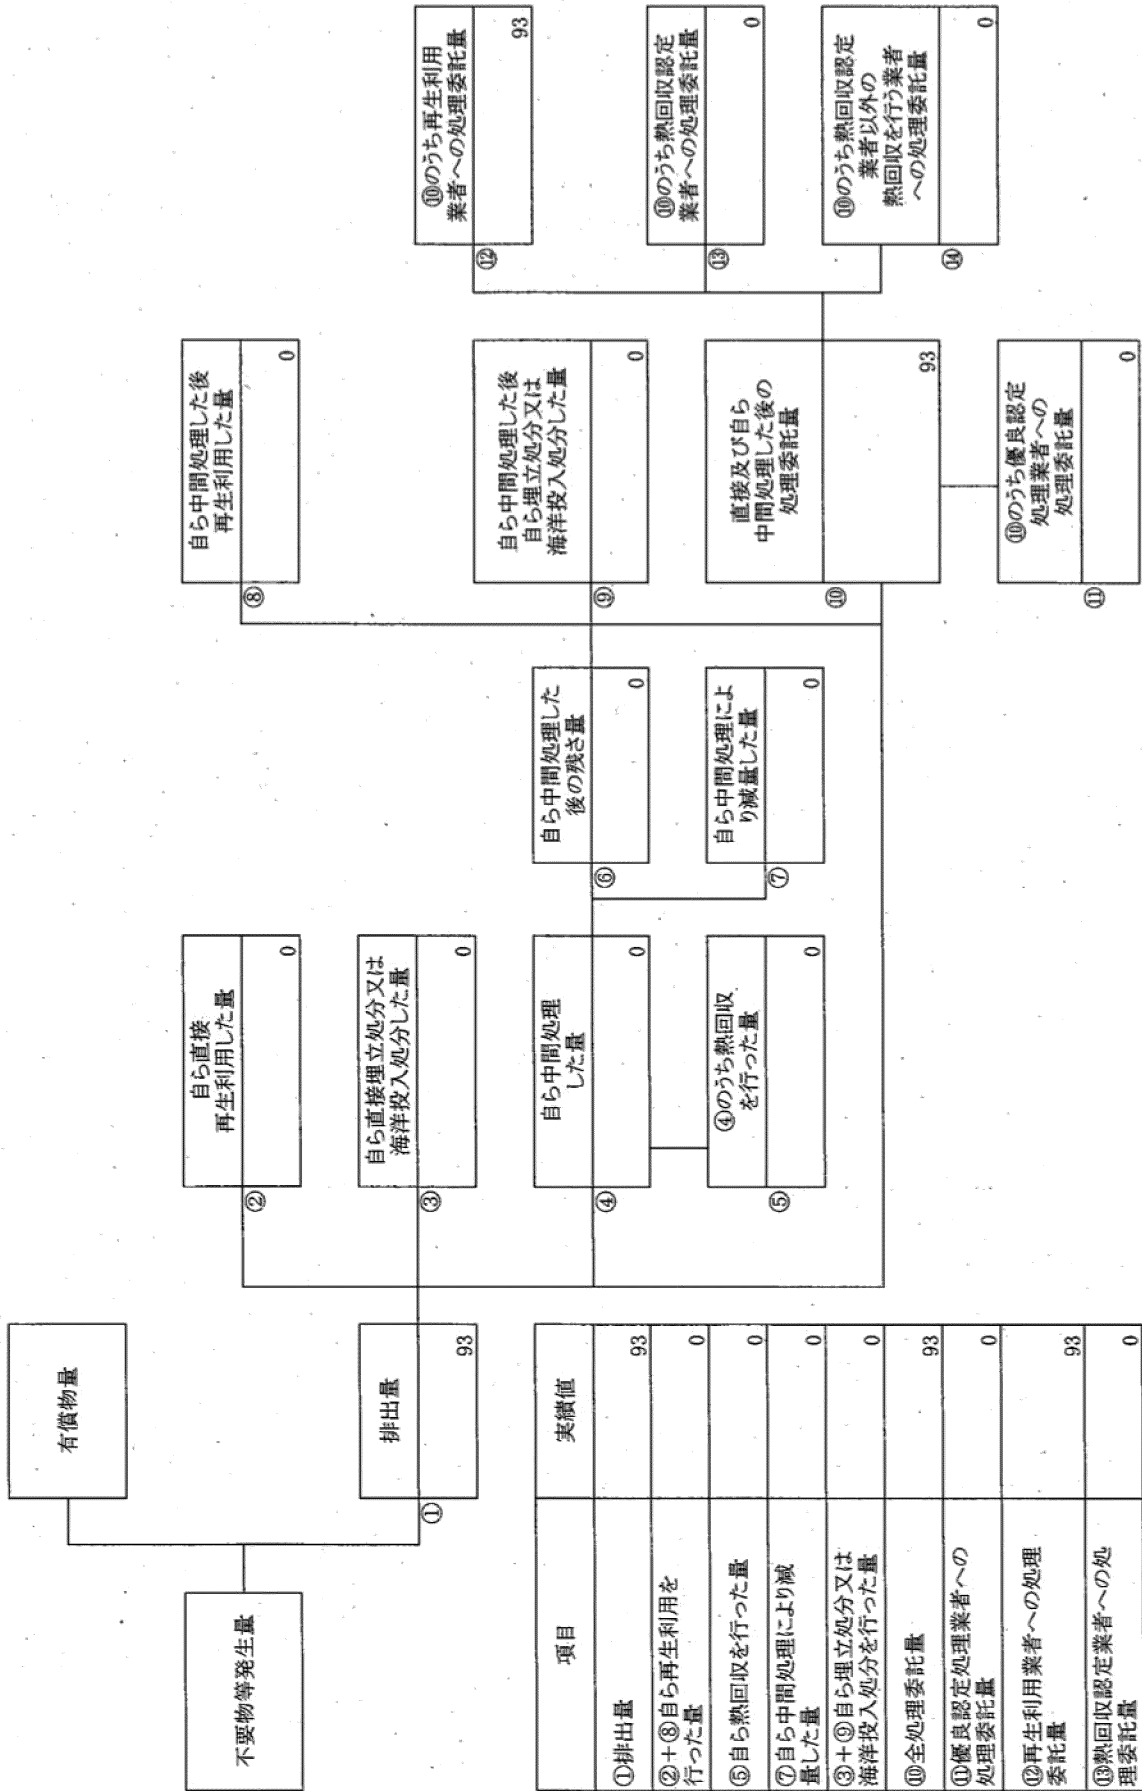 不要物等発生量
有償物量
①
排出量
93
②
自ら直接
再生利用した量
0
③
自ら直接埋立処分又は
海洋投入処分した量
0
④
自ら中間処理
した量
0
⑤
④のうち熱回収
を行った量
0
⑥
自ら中間処理した
後の残さ量
0
⑦
自ら中間処理によ
り減量した量
0
⑧
自ら中間処理した後
再生利用した量
0
⑨
自ら中間処理した後
自ら埋立処分又は
海洋投入処分した量
0
⑩
直接及び自ら
中間処理した後の
処理委託量
93
⑪
⑩のうち優良認定
処理業者への
処理委託量
0
⑫
⑩のうち再生利用
業者への処理委託量
93
⑬
⑩のうち熱回収認定
業者への処理委託量
0
⑭
⑩のうち熱回収認定
業者以外の
熱回収を行う業者
への処理委託量
0
項目
実績値
①排出量
93
②+⑧自ら再生利用を
行った量
0
⑤自ら熱回収を行った量
0
⑦自ら中間処理により減
量した量
0
③+⑨自ら埋立処分又は
海洋投入処分を行った量
0
⑩全処理委託量
93
⑪優良認定処理業者への
処理委託量
0
⑫再生利用業者への処理
委託量
93
⑬熱回収認定業者への処
理委託量
0